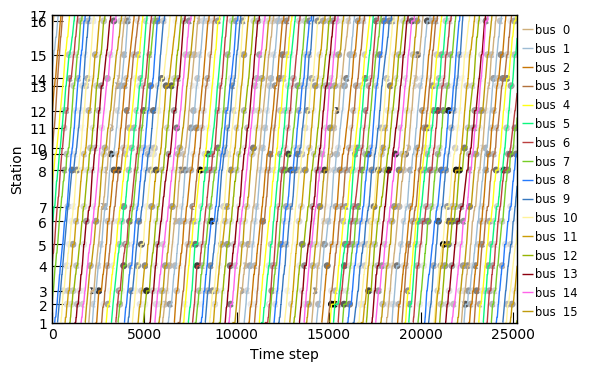 17
16
15
14
13
12
11
10
9
8
7
6
5
4
3
2
1
Station
0 5000 10000 15000 20000 25000
Time step
bus 0
bus 1
bus 2
bus 3
bus 4
bus 5
bus 6
bus 7
bus 8
bus 9
bus 10
bus 11
bus 12
bus 13
bus 14
bus 15